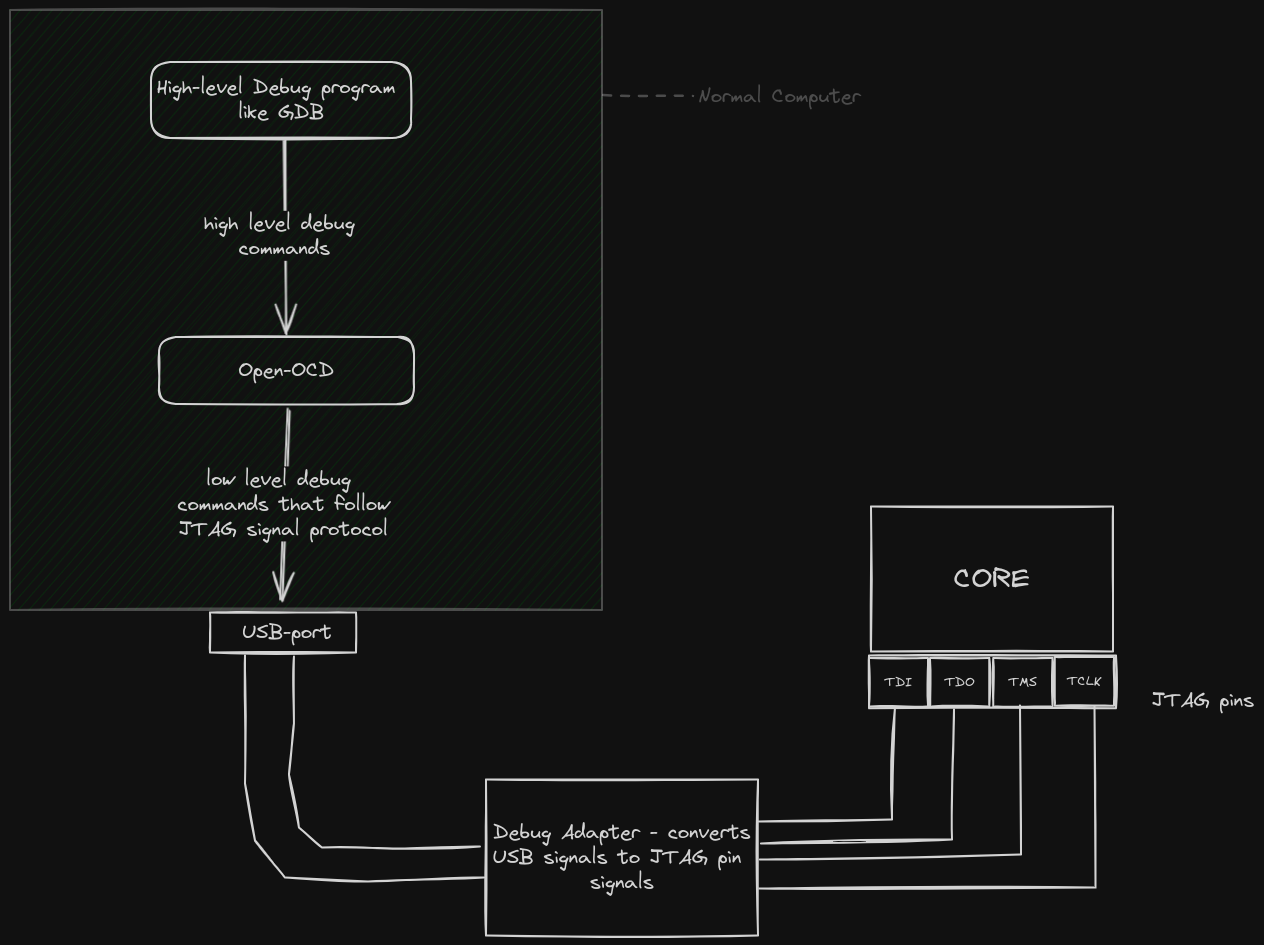 High-level Debug program
like GDB
Normal Computer
high level debug
commands
Open-OCD
low level debug
commands that follow
JTAG signal protocol
USB-port
CORE
TDI
TDO
TMS
TCLK
JTAG pins
Debug Adapter - converts
USB signals to JTAG pin
signals